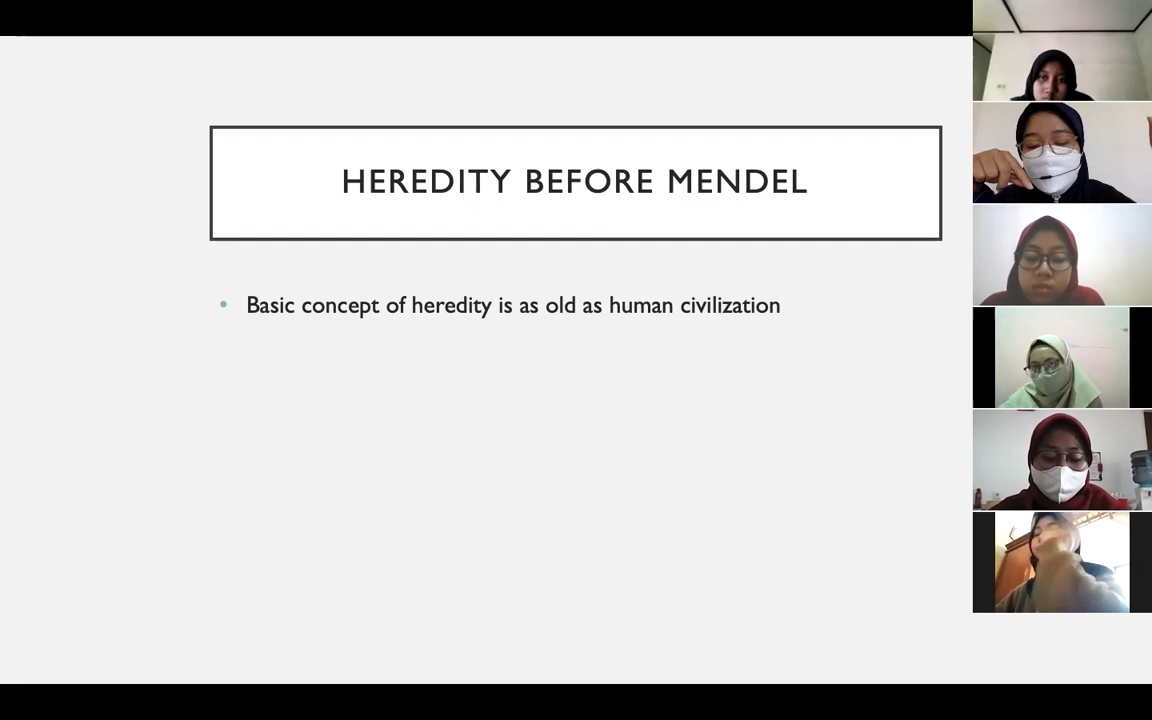 HEREDITY BEFORE MENDEL
• Basic concept of heredity is as old as human civilization